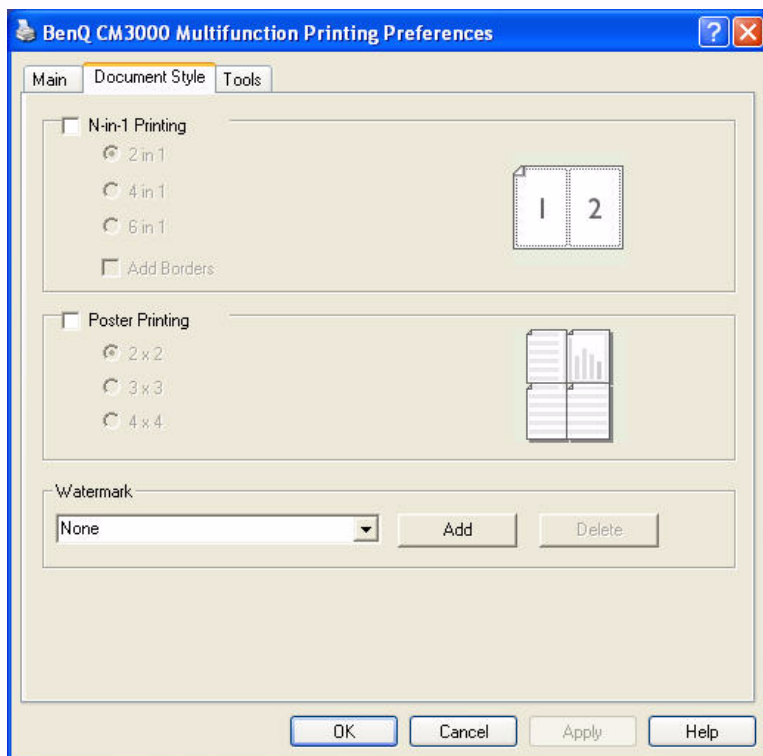 BenQ CM3000 Multifunction Printing Preferences
Main Document Style Tools
N-in-1 Printing
2 in 1
4 in 1
6 in 1
Add Borders
1 2
Poster Printing
2 x 2
3 x 3
4 x 4
Watermark
None Add Delete
OK Cancel Apply Help